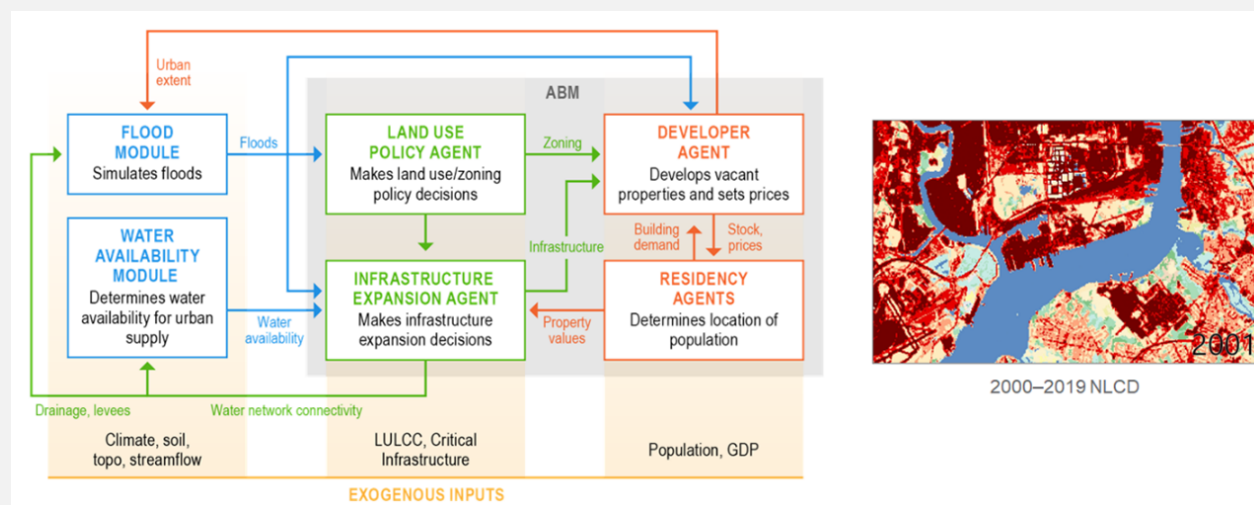 Urban
extent
ABM
FLOOD
MODULE
Simulates floods
Floods
LAND USE
POLICY AGENT
Makes land use/zoning
policy decisions
Zoning
DEVELOPER
AGENT
Develops vacant
properties and sets prices
WATER
AVAILABILITY
MODULE
Determines water
availability for urban
supply
Water
availability
INFRASTRUCTURE
EXPANSION AGENT
Makes infrastructure
expansion decisions
Infrastructure
Building
demand
Stock,
prices
Property
values
RESIDENCY
AGENTS
Determines location of
population
Drainage, levees
Water network connectivity
Climate, soil,
topo, streamflow
LULCC, Critical
Infrastructure
Population, GDP
EXOGENOUS INPUTS
2001
2000–2019 NLCD